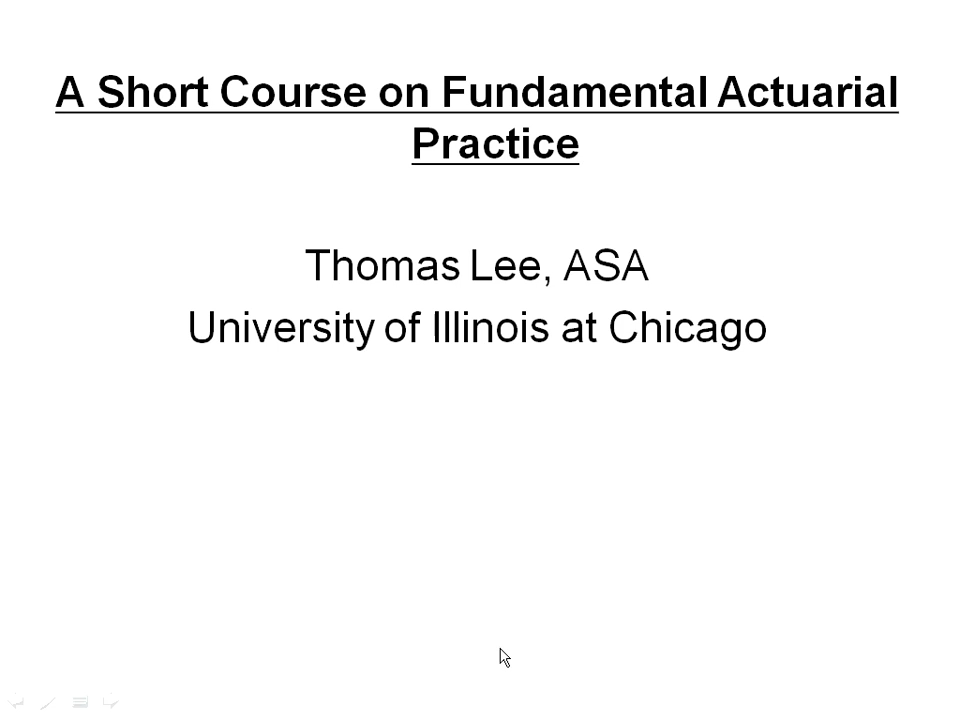 A Short Course on Fundamental Actuarial
Practice
Thomas Lee, ASA
University of Illinois at Chicago